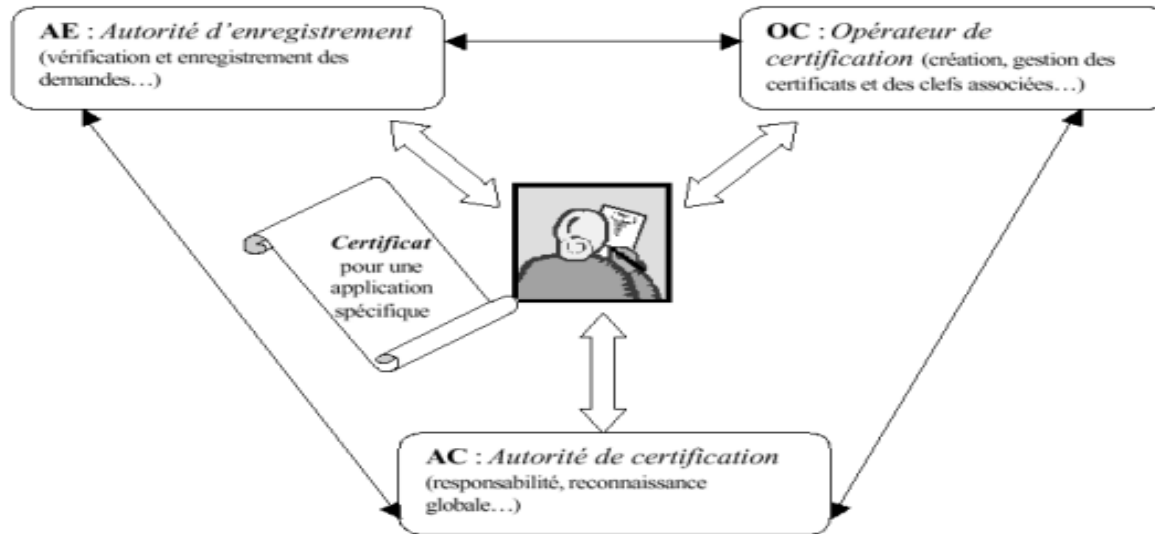 AE : Autorité d'enregistrement
(vérification et enregistrement des
demandes…)
OC : Opérateur de
certification (création, gestion des
certificats et des clefs associées…)
Certificat
pour une
application
spécifique
AC : Autorité de certification
(responsabilité, reconnaissance
globale…)